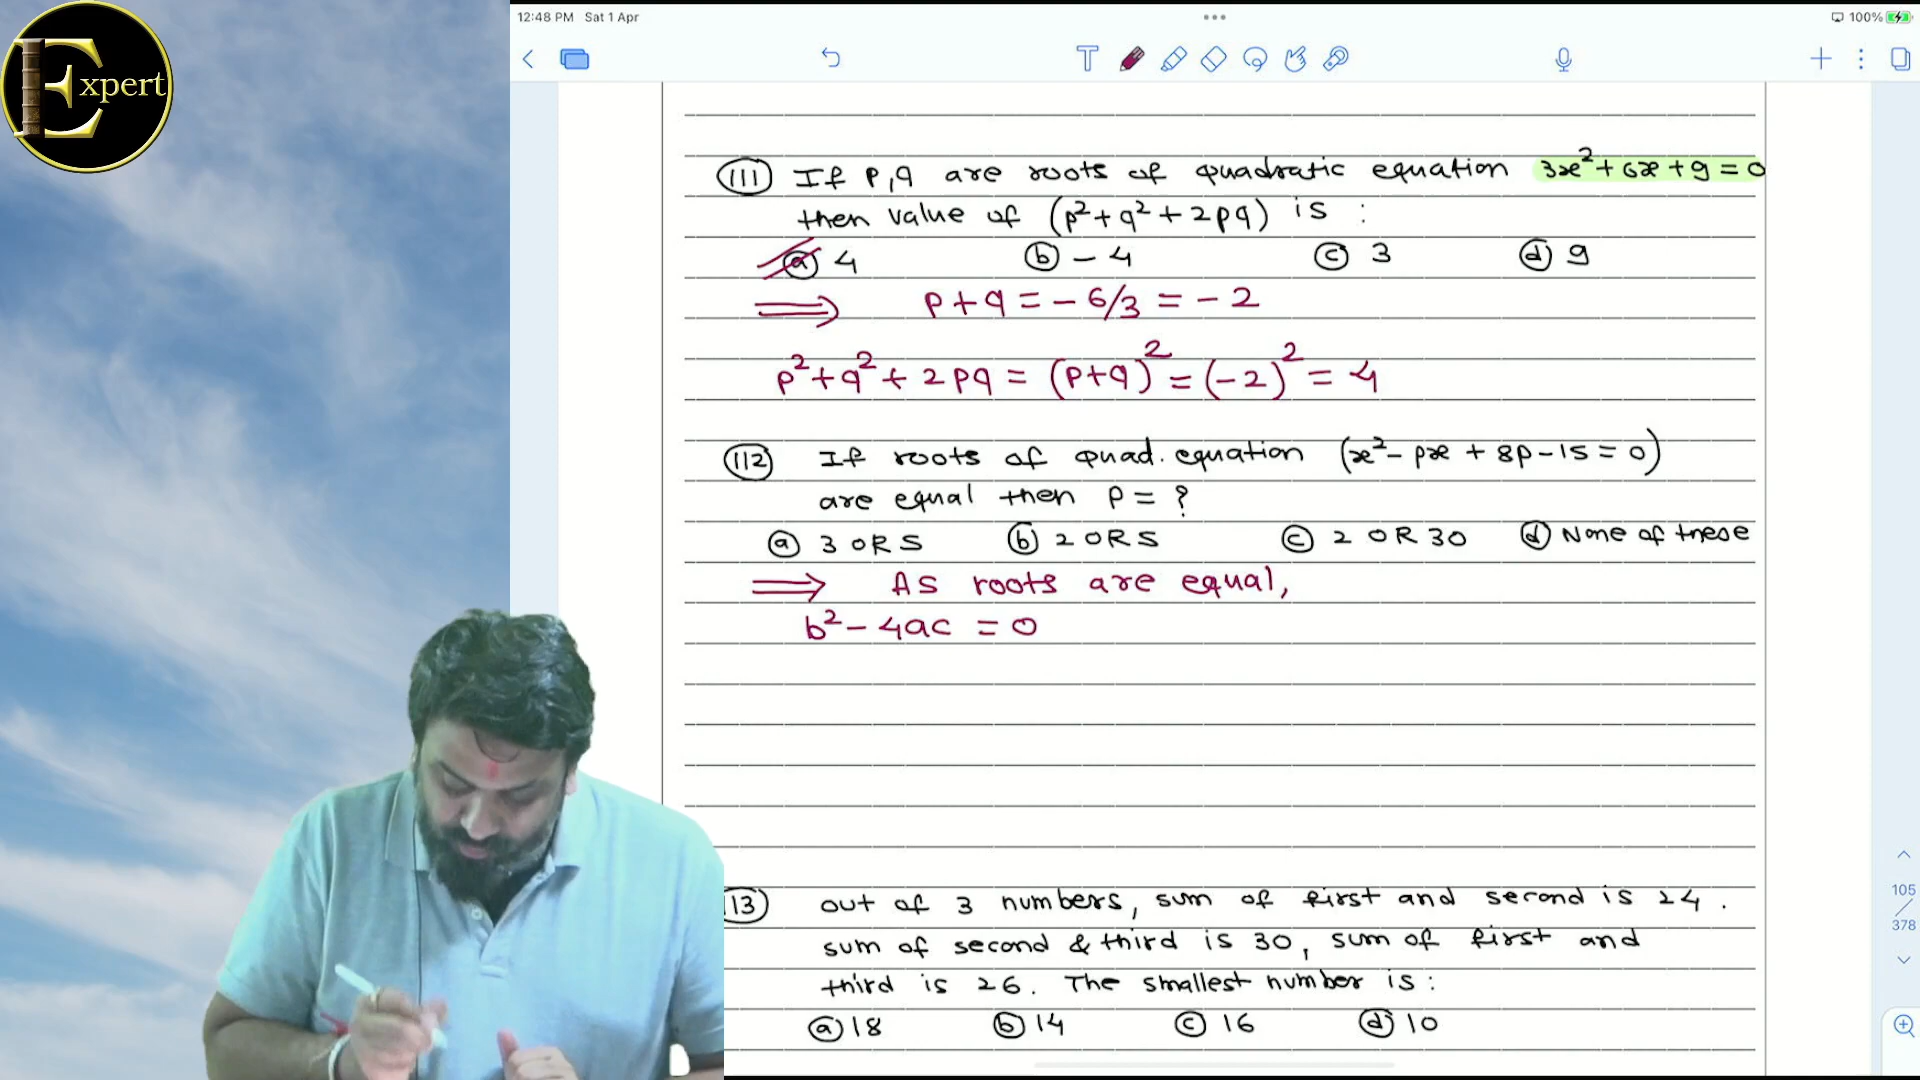 Expert
12:48 PM Sat 1 Apr
100%
T
(111) If p,q are roots of quadratic equation 3x²+6x+9=0
then value of (p²+q²+2pq) is :
(a) 4 (b) -4 (c) 3 (d) 9
⟹ p+q = -6/3 = -2
p²+q²+2pq = (p+q)² = (-2)² = 4
(112) If roots of quad. equation (x²-px+8p-15=0)
are equal then p = ?
(a) 3 OR 5 (b) 2 OR 5 (c) 2 OR 30 (d) None of these
⟹ As roots are equal,
b²-4ac = 0
13) out of 3 numbers, sum of first and second is 24.
sum of second & third is 30, sum of first and
third is 26. The smallest number is :
(a) 18 (b) 14 (c) 16 (d) 10
105
/
378